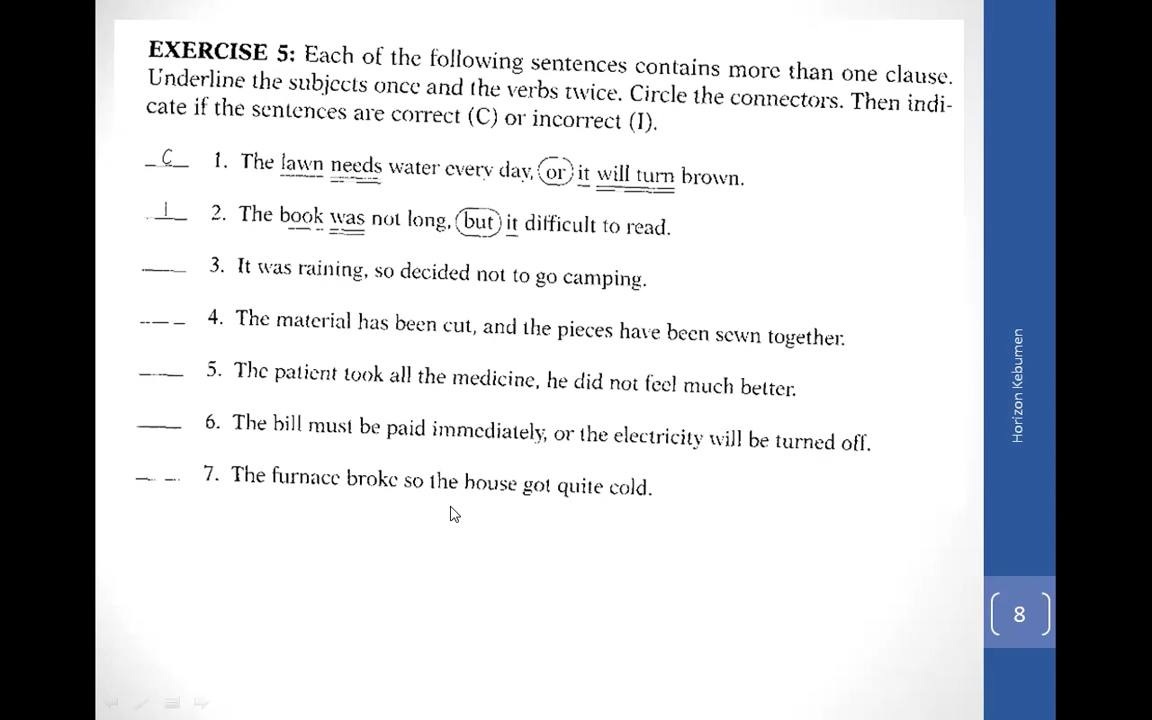 EXERCISE 5: Each of the following sentences contains more than one clause.
Underline the subjects once and the verbs twice. Circle the connectors. Then indi-
cate if the sentences are correct (C) or incorrect (I).
C 1. The lawn needs water every day, or it will turn brown.
I 2. The book was not long, but it difficult to read.
3. It was raining, so decided not to go camping.
4. The material has been cut, and the pieces have been sewn together.
5. The patient took all the medicine, he did not feel much better.
6. The bill must be paid immediately, or the electricity will be turned off.
7. The furnace broke so the house got quite cold.
Horizon Kebumen
8